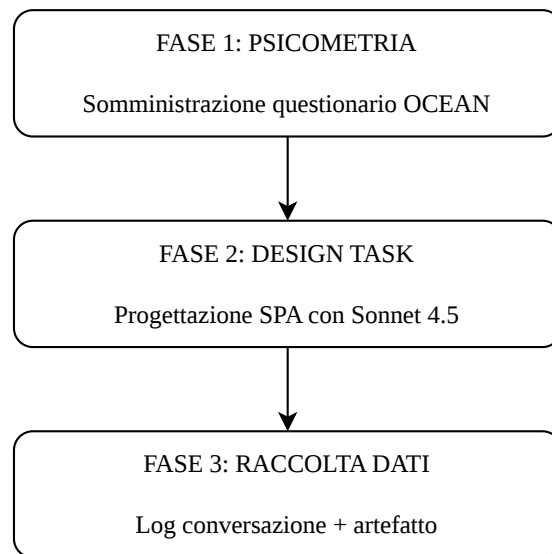 FASE 1: PSICOMETRIA
Somministrazione questionario OCEAN
FASE 2: DESIGN TASK
Progettazione SPA con Sonnet 4.5
FASE 3: RACCOLTA DATI
Log conversazione + artefatto